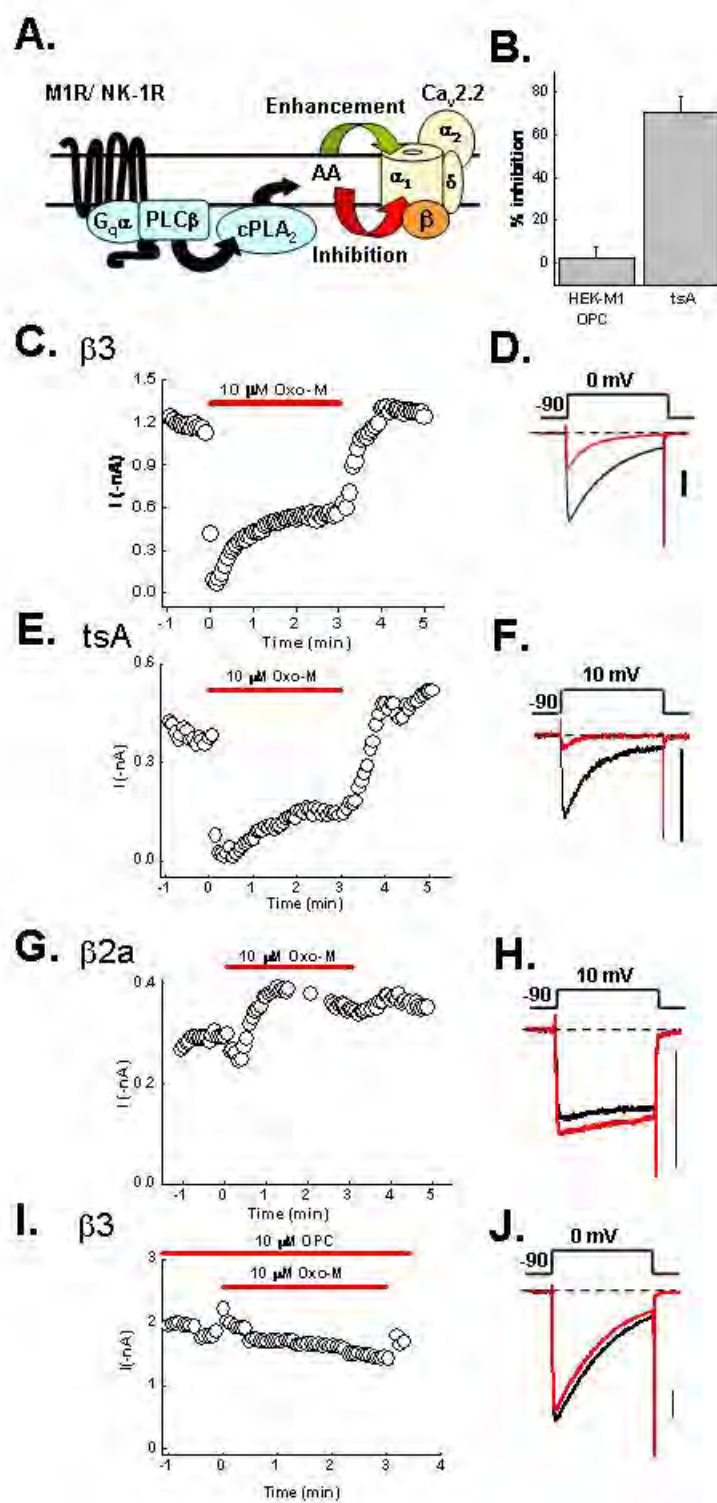 A.
M1R/ NK-1R
Enhancement
Cav2.2
α2
AA
α1
δ
Gqα
PLCβ
cPLA2
β
Inhibition
B.
% inhibition
80
60
40
20
0
HEK-M1
OPC
tsA
C. β3
10 µM Oxo-M
I (-nA)
1.5
1.2
0.9
0.6
0.3
0.0
-1 0 1 2 3 4 5
Time (min)
D.
0 mV
-90
E. tsA
10 µM Oxo-M
I (-nA)
0.6
0.3
0.0
-1 0 1 2 3 4 5
Time (min)
F.
10 mV
-90
G. β2a
10 µM Oxo-M
I (-nA)
0.4
0.2
0.0
-1 0 1 2 3 4 5
Time (min)
H.
10 mV
-90
I. β3
10 µM OPC
10 µM Oxo-M
I(-nA)
3
2
1
0
-1 0 1 2 3 4
Time (min)
J.
0 mV
-90